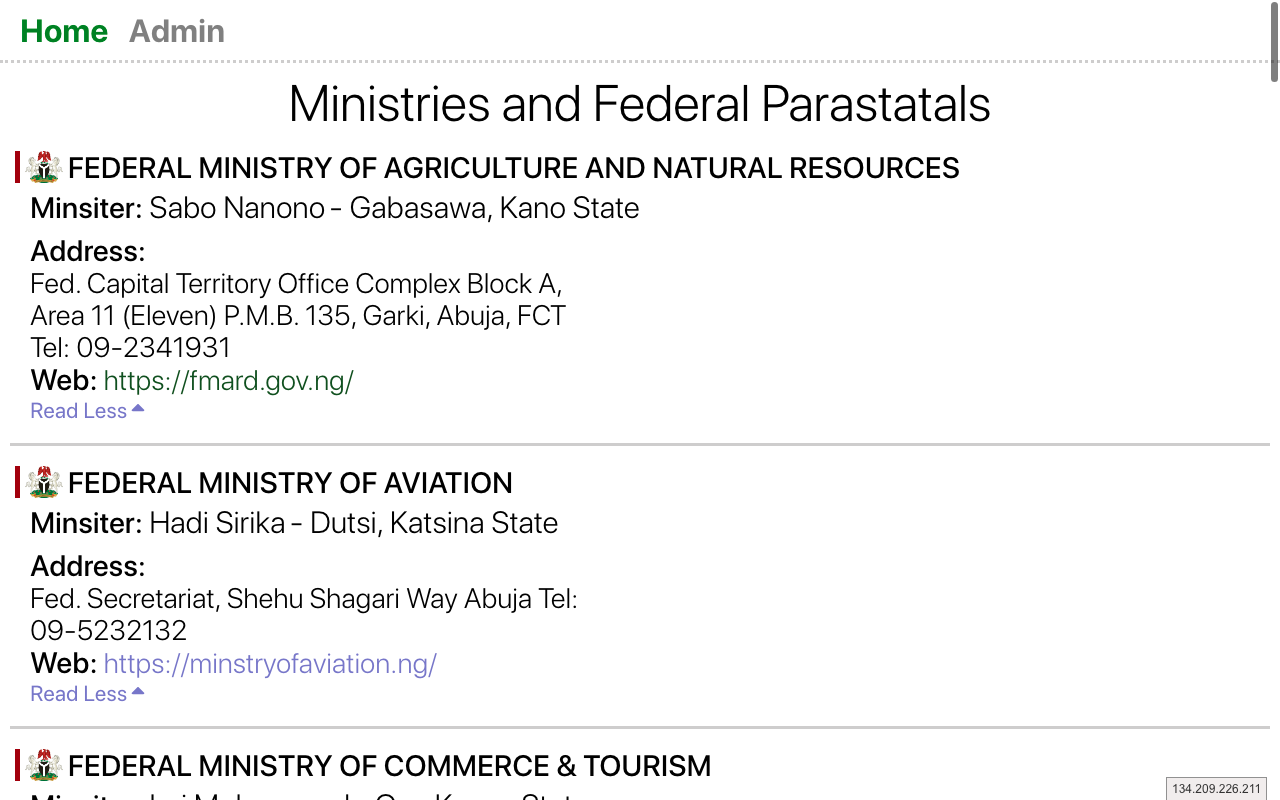 Home Admin
Ministries and Federal Parastatals
FEDERAL MINISTRY OF AGRICULTURE AND NATURAL RESOURCES
Minsiter: Sabo Nanono - Gabasawa, Kano State
Address:
Fed. Capital Territory Office Complex Block A,
Area 11 (Eleven) P.M.B. 135, Garki, Abuja, FCT
Tel: 09-2341931
Web: https://fmard.gov.ng/
Read Less
FEDERAL MINISTRY OF AVIATION
Minsiter: Hadi Sirika - Dutsi, Katsina State
Address:
Fed. Secretariat, Shehu Shagari Way Abuja Tel:
09-5232132
Web: https://minstryofaviation.ng/
Read Less
FEDERAL MINISTRY OF COMMERCE & TOURISM
134.209.226.211